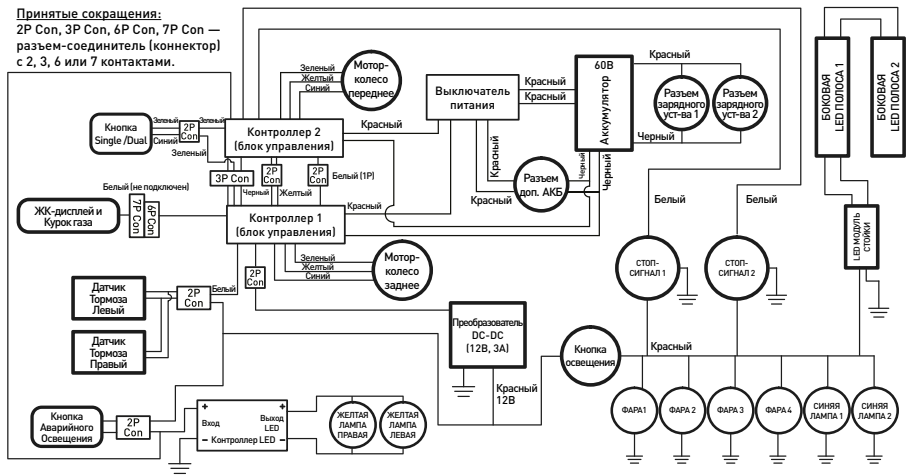 Принятые сокращения:
2P Con, 3P Con, 6P Con, 7P Con —
разъем-соединитель (коннектор)
с 2, 3, 6 или 7 контактами.
Зеленый
Желтый
Синий
Мотор-
колесо
переднее
Кнопка
Single /Dual
Зеленый
Синий
2P
Con
Зеленый
Зеленый
Контроллер 2
(блок управления)
Красный
Выключатель
питания
Красный
Красный
60В
Аккумулятор
Красный
Разъем
зарядного
уст-ва 1
Разъем
зарядного
уст-ва 2
Черный
БОКОВАЯ
LED ПОЛОСА 1
БОКОВАЯ
LED ПОЛОСА 2
3P Con
2P
Con
2P
Con
Белый (1P)
Черный
Желтый
Красный
Красный
Разъем
доп. АКБ
Черный
Черный
Белый (не подключен)
ЖК-дисплей и
Курок газа
7P Con
6P Con
Контроллер 1
(блок управления)
Красный
Белый
Белый
СТОП-
СИГНАЛ 1
СТОП-
СИГНАЛ 2
LED МОДУЛЬ
СТОЙКИ
Зеленый
Желтый
Синий
Мотор-
колесо
заднее
2P
Con
Датчик
Тормоза
Левый
2P
Con
Белый
Датчик
Тормоза
Правый
Преобразователь
DC-DC
(12В, 3А)
Красный
12В
Кнопка
освещения
Красный
Кнопка
Аварийного
Освещения
2P
Con
+
+
Вход
Выход
LED
– Контроллер LED –
ЖЕЛТАЯ
ЛАМПА
ПРАВАЯ
ЖЕЛТАЯ
ЛАМПА
ЛЕВАЯ
ФАРА1
ФАРА 2
ФАРА 3
ФАРА 4
СИНЯЯ
ЛАМПА 1
СИНЯЯ
ЛАМПА 2